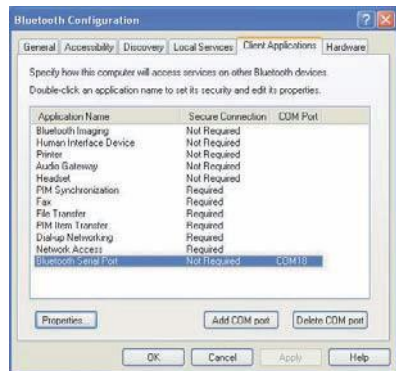 Bluetooth Configuration
General Accessibility Discovery Local Services Client Applications Hardware
Specify how this computer will access services on other Bluetooth devices.
Double-click an application name to set its security and edit its properties.
Application Name Secure Connection COM Port
Bluetooth Imaging Not Required
Human Interface Device Not Required
Printer Not Required
Audio Gateway Not Required
Headset Not Required
PIM Synchronization Required
Fax Required
File Transfer Required
PIM Item Transfer Required
Dial-up Networking Required
Network Access Required
Bluetooth Serial Port Not Required COM10
Properties... Add COM port Delete COM port
OK Cancel Apply Help